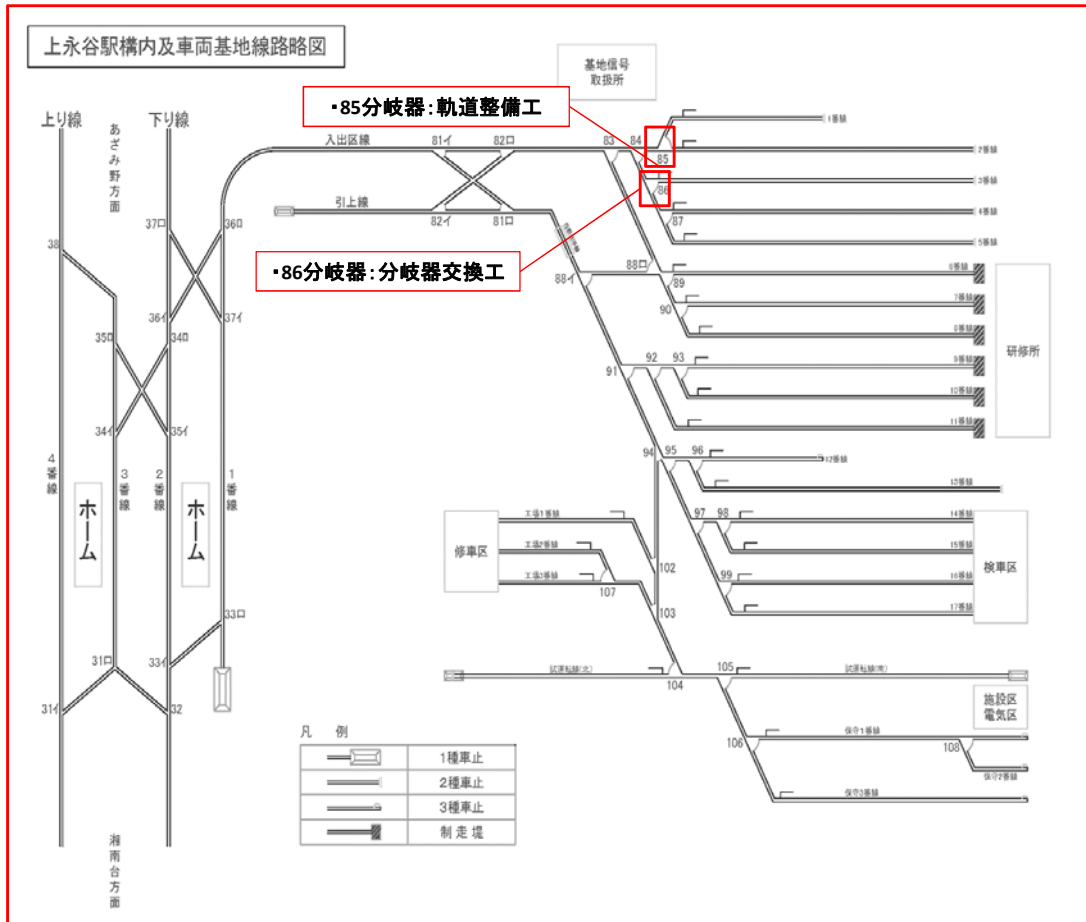 上永谷駅構内及車両基地線路略図
基地信号
取扱所
・85分岐器：軌道整備工
・86分岐器：分岐器交換工
上り線
下り線
あざみ野方面
入出区線
引上線
81イ
82ロ
82イ
81ロ
83
84
85
86
87
88ロ
88イ
89
90
91
92
93
94
95
96
97
98
99
102
103
104
105
106
107
108
1番線
2番線
3番線
4番線
5番線
6番線
7番線
8番線
9番線
10番線
11番線
12番線
13番線
14番線
15番線
16番線
17番線
研修所
検車区
修車区
工場1番線
工場2番線
工場3番線
試運転線(北)
試運転線(南)
施設区
電気区
保守1番線
保守2番線
保守3番線
38
37ロ
36ロ
36イ
37イ
35ロ
34ロ
34イ
35イ
4番線
3番線
2番線
1番線
ホーム
ホーム
33ロ
33イ
31ロ
31イ
32
湘南台方面
凡 例
1種車止
2種車止
3種車止
制走堤